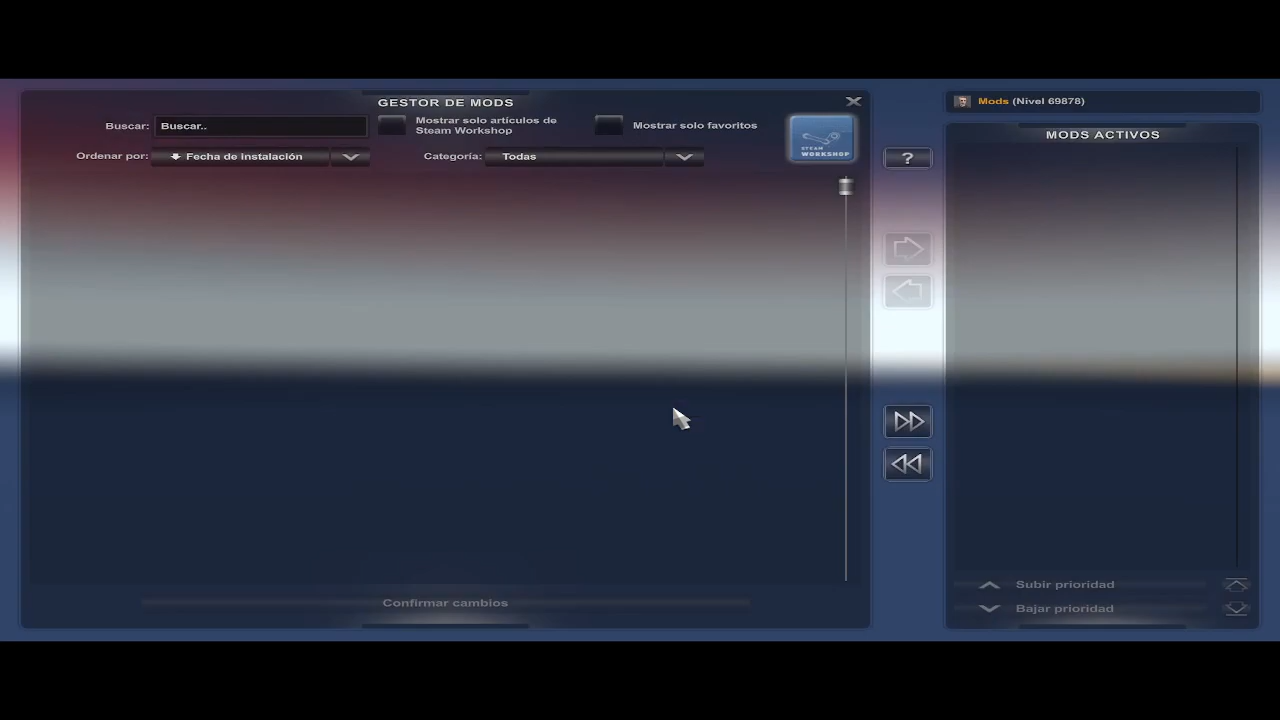 GESTOR DE MODS
Buscar:
Buscar..
Mostrar solo artículos de
Steam Workshop
Mostrar solo favoritos
STEAM
WORKSHOP
Ordenar por:
Fecha de instalación
Categoría:
Todas
?
Confirmar cambios
Mods (Nivel 69878)
MODS ACTIVOS
Subir prioridad
Bajar prioridad